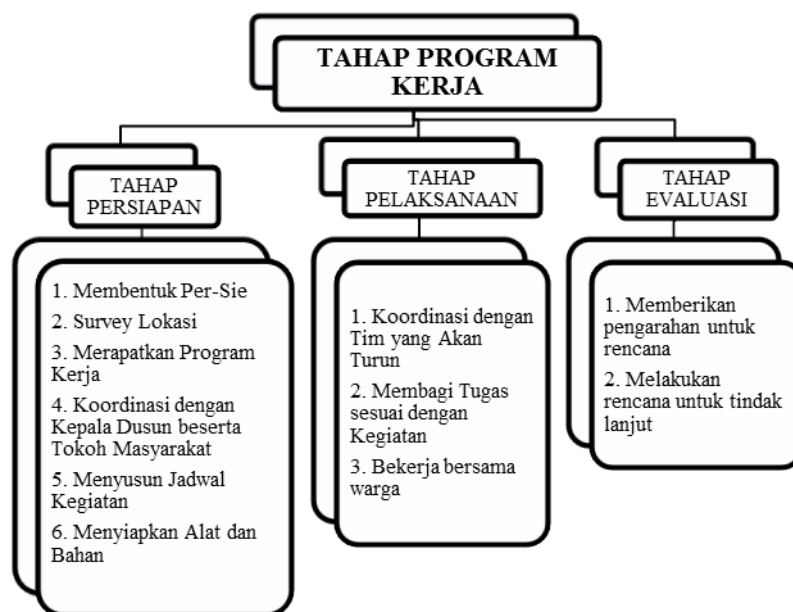 TAHAP PROGRAM
KERJA
TAHAP
PERSIAPAN
1. Membentuk Per-Sie
2. Survey Lokasi
3. Merapatkan Program
Kerja
4. Koordinasi dengan
Kepala Dusun beserta
Tokoh Masyarakat
5. Menyusun Jadwal
Kegiatan
6. Menyiapkan Alat dan
Bahan
TAHAP
PELAKSANAAN
1. Koordinasi dengan
Tim yang Akan
Turun
2. Membagi Tugas
sesuai dengan
Kegiatan
3. Bekerja bersama
warga
TAHAP
EVALUASI
1. Memberikan
pengarahan untuk
rencana
2. Melakukan
rencana untuk tindak
lanjut